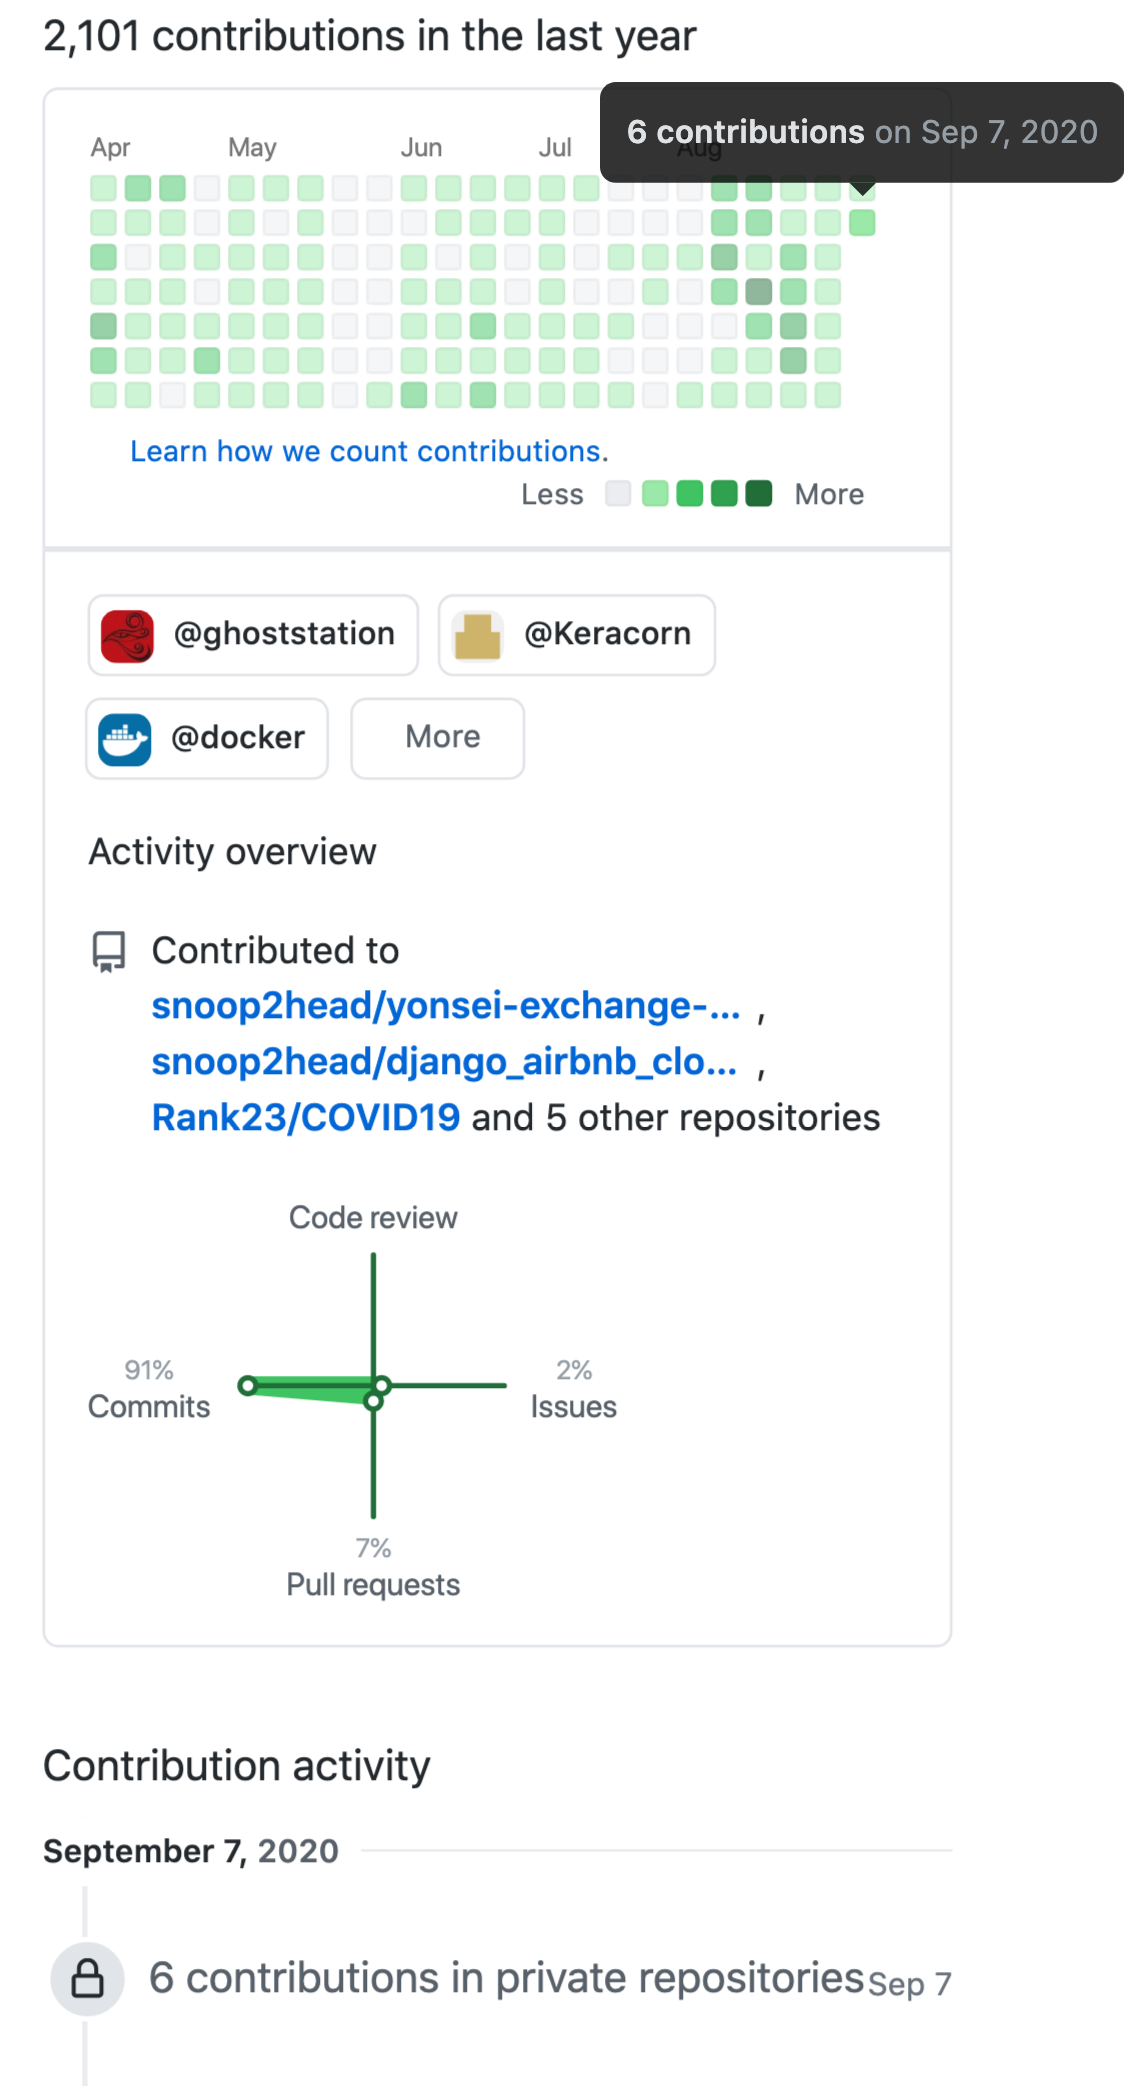 2,101 contributions in the last year
6 contributions on Sep 7, 2020
Apr May Jun Jul Aug
Learn how we count contributions.
Less More
@ghoststation @Keracorn
@docker More
Activity overview
Contributed to
snoop2head/yonsei-exchange-... ,
snoop2head/django_airbnb_clo... ,
Rank23/COVID19 and 5 other repositories
Code review
91% 2%
Commits Issues
7%
Pull requests
Contribution activity
September 7, 2020
6 contributions in private repositories Sep 7